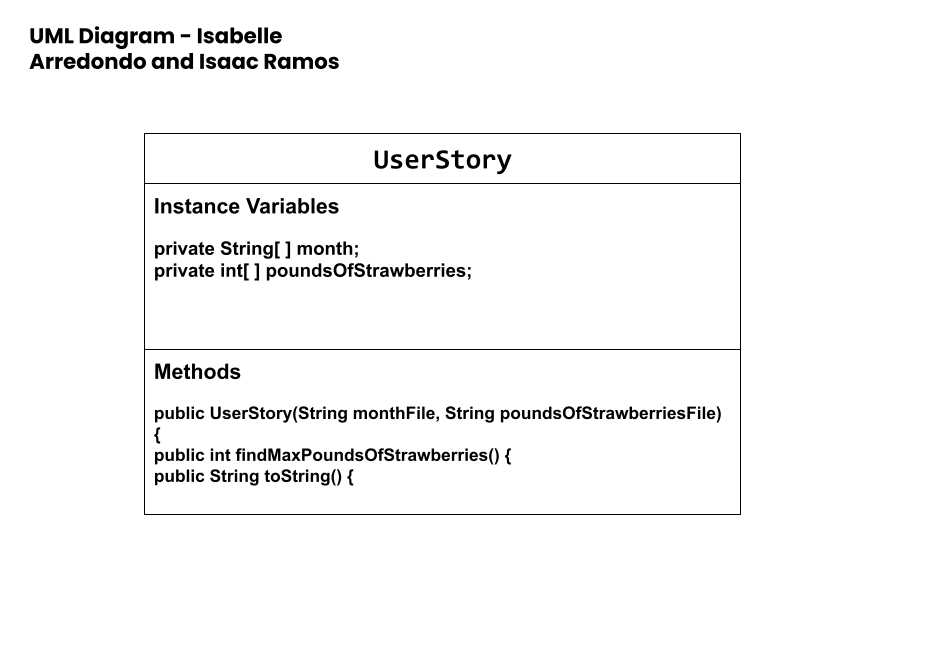 UML Diagram - Isabelle
Arredondo and Isaac Ramos
UserStory
Instance Variables
private String[ ] month;
private int[ ] poundsOfStrawberries;
Methods
public UserStory(String monthFile, String poundsOfStrawberriesFile)
{
public int findMaxPoundsOfStrawberries() {
public String toString() {